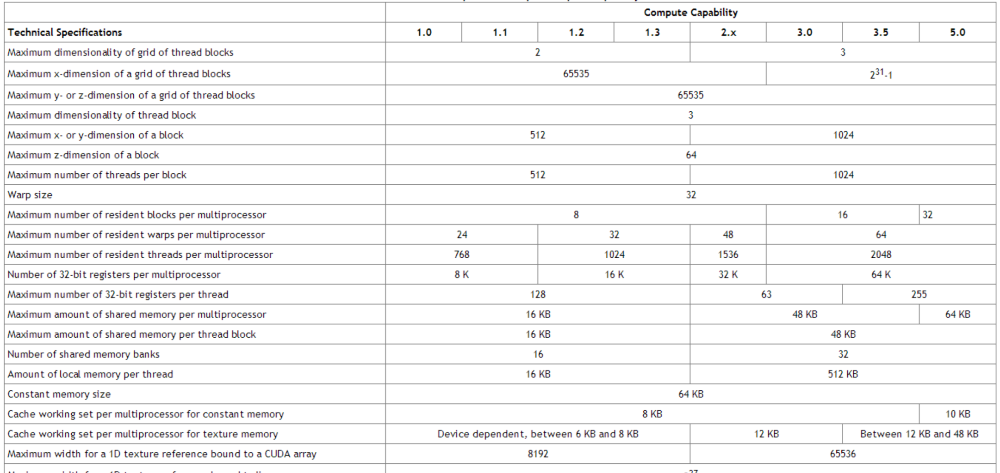 Compute Capability
Technical Specifications 1.0 1.1 1.2 1.3 2.x 3.0 3.5 5.0
Maximum dimensionality of grid of thread blocks 2 3
Maximum x-dimension of a grid of thread blocks 65535 2³¹-1
Maximum y- or z-dimension of a grid of thread blocks 65535
Maximum dimensionality of thread block 3
Maximum x- or y-dimension of a block 512 1024
Maximum z-dimension of a block 64
Maximum number of threads per block 512 1024
Warp size 32
Maximum number of resident blocks per multiprocessor 8 16 32
Maximum number of resident warps per multiprocessor 24 32 48 64
Maximum number of resident threads per multiprocessor 768 1024 1536 2048
Number of 32-bit registers per multiprocessor 8 K 16 K 32 K 64 K
Maximum number of 32-bit registers per thread 128 63 255
Maximum amount of shared memory per multiprocessor 16 KB 48 KB 64 KB
Maximum amount of shared memory per thread block 16 KB 48 KB
Number of shared memory banks 16 32
Amount of local memory per thread 16 KB 512 KB
Constant memory size 64 KB
Cache working set per multiprocessor for constant memory 8 KB 10 KB
Cache working set per multiprocessor for texture memory Device dependent, between 6 KB and 8 KB 12 KB Between 12 KB and 48 KB
Maximum width for a 1D texture reference bound to a CUDA array 8192 65536